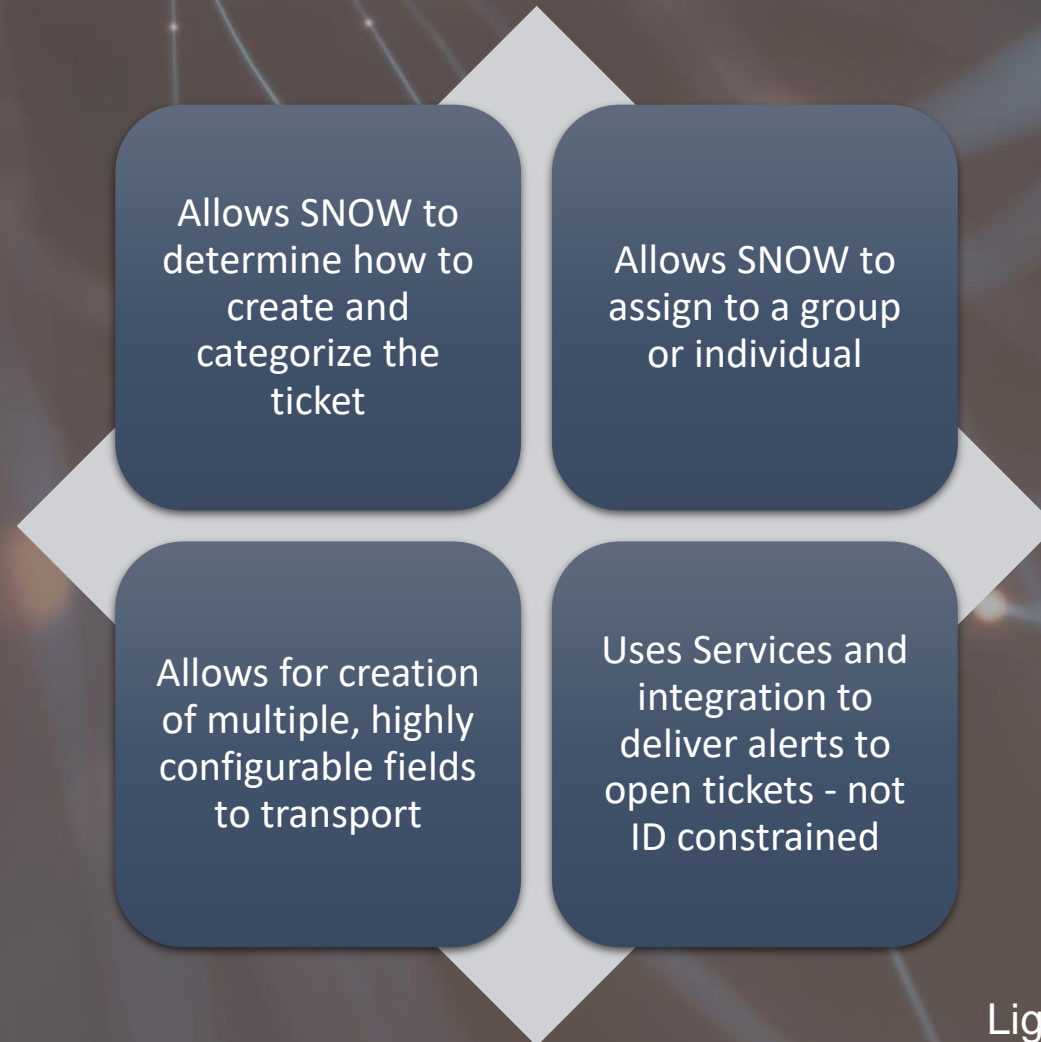 Allows SNOW to
determine how to
create and
categorize the
ticket
Allows SNOW to
assign to a group
or individual
Allows for creation
of multiple, highly
configurable fields
to transport
Uses Services and
integration to
deliver alerts to
open tickets - not
ID constrained
Lig